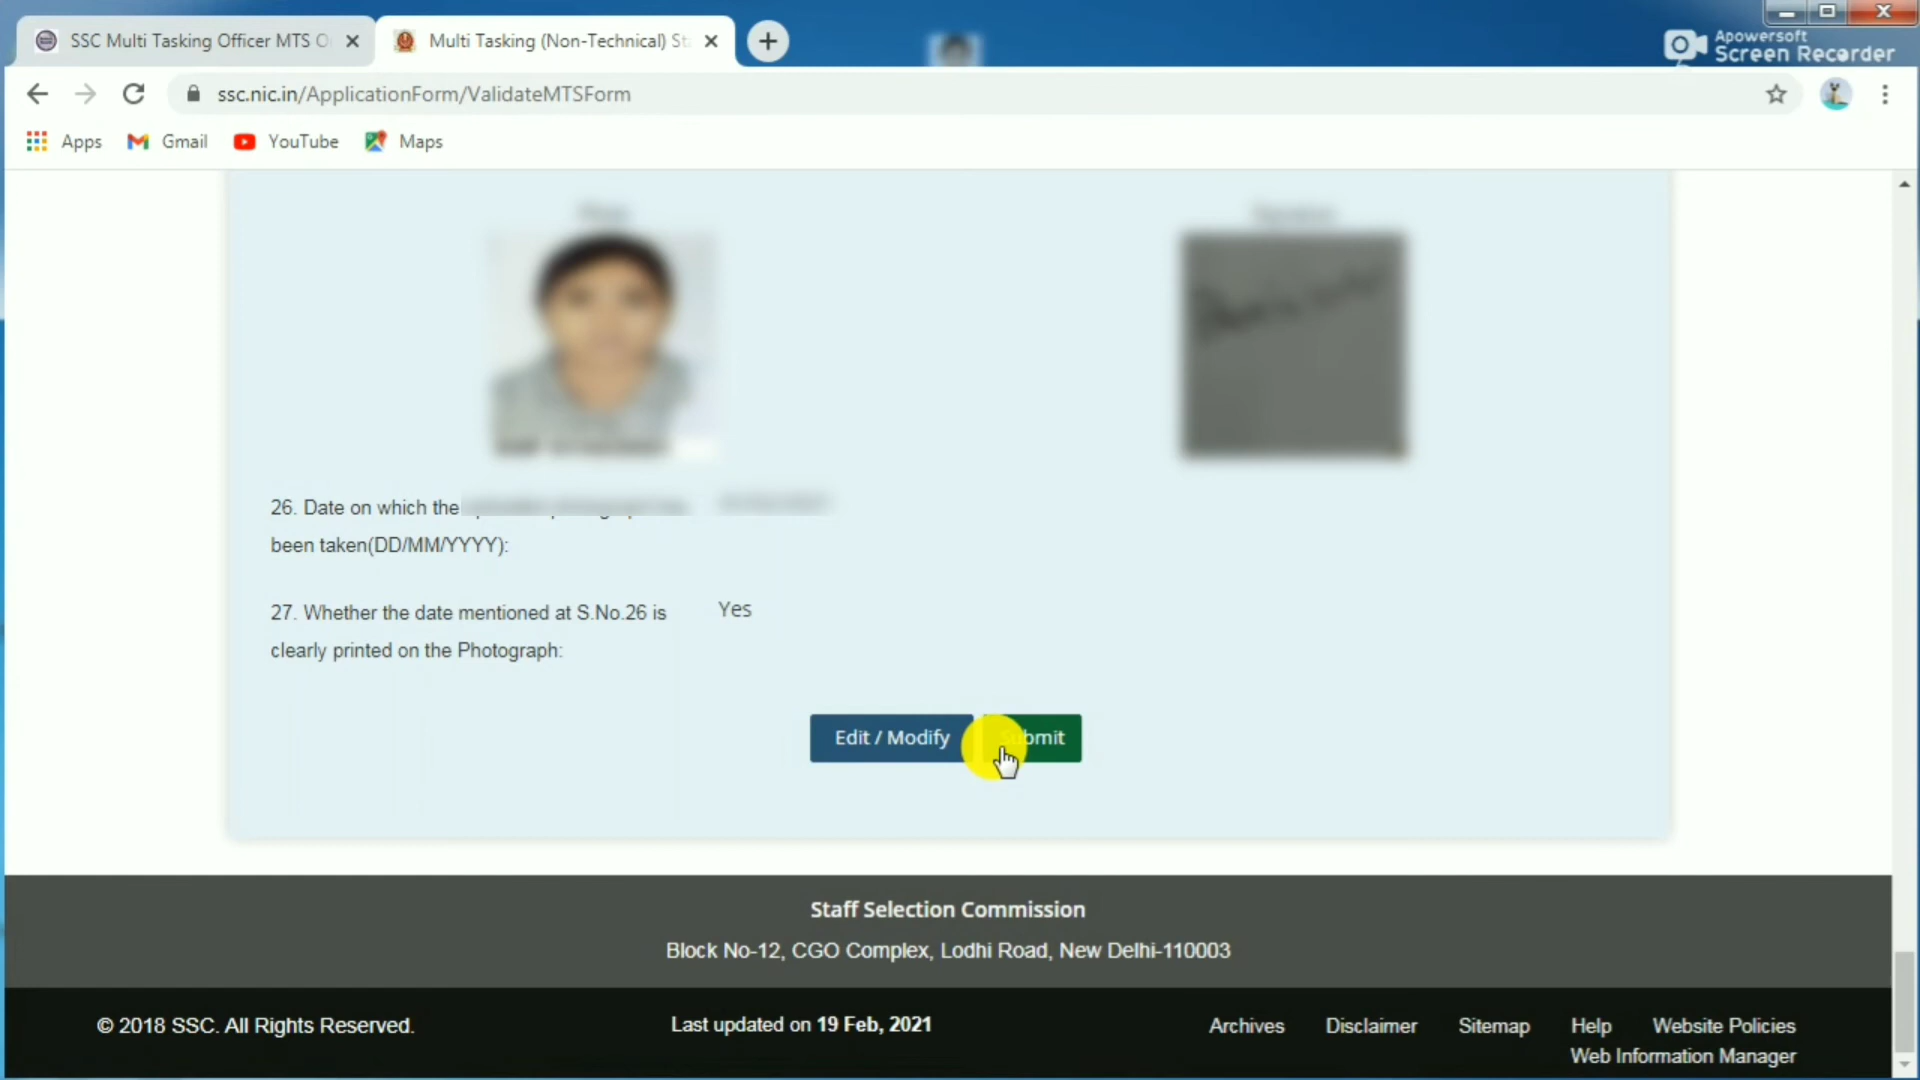 SSC Multi Tasking Officer MTS O
Multi Tasking (Non-Technical) St
Apowersoft
Screen Recorder
ssc.nic.in/ApplicationForm/ValidateMTSForm
Apps
Gmail
YouTube
Maps
26. Date on which the
been taken(DD/MM/YYYY):
27. Whether the date mentioned at S.No.26 is
Yes
clearly printed on the Photograph:
Edit / Modify
Submit
Staff Selection Commission
Block No-12, CGO Complex, Lodhi Road, New Delhi-110003
© 2018 SSC. All Rights Reserved.
Last updated on 19 Feb, 2021
Archives
Disclaimer
Sitemap
Help
Website Policies
Web Information Manager